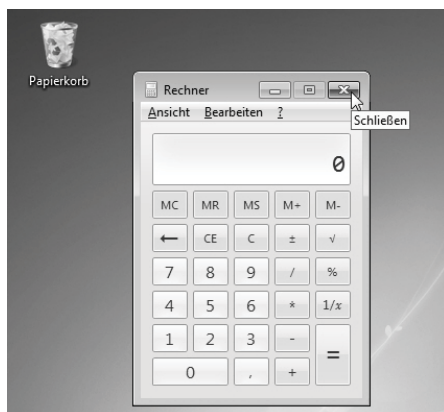 Papierkorb
Rechner
Ansicht Bearbeiten ?
Schließen
0
MC MR MS M+ M-
← CE C ± √
7 8 9 / %
4 5 6 * 1/x
1 2 3 - =
0 , +